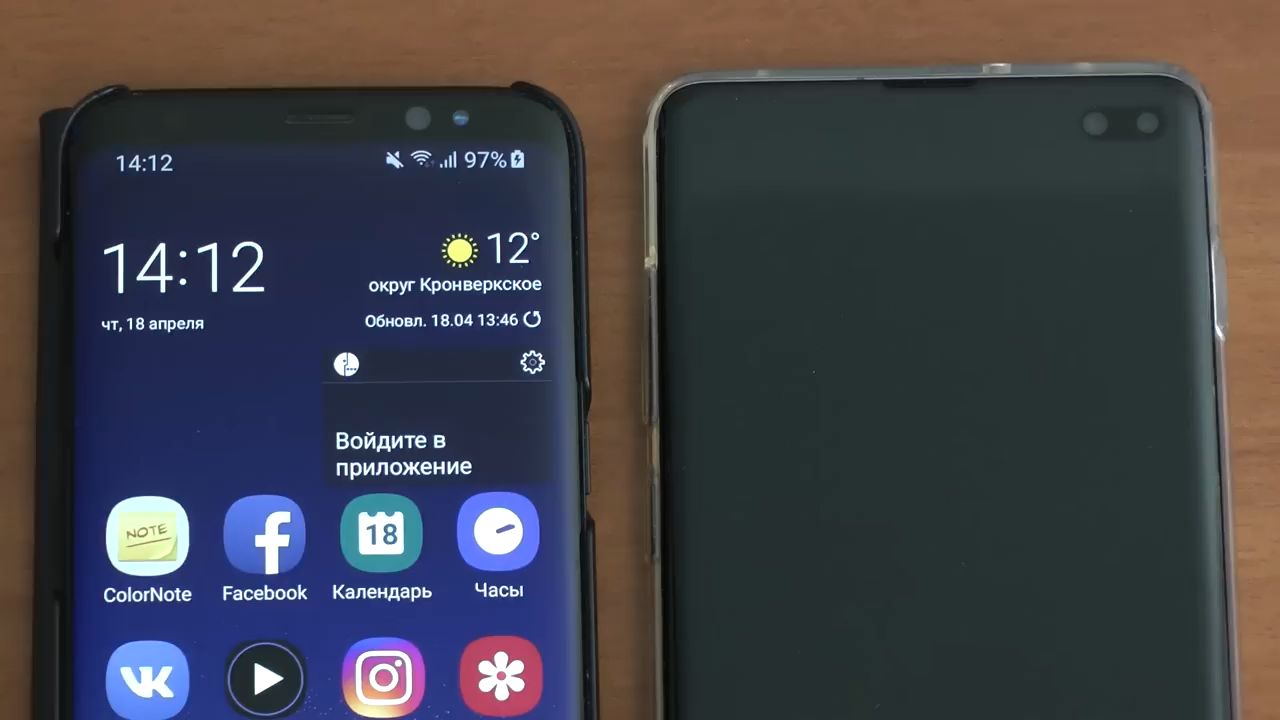 14:12 97%
14:12
12°
округ Кронверкское
чт, 18 апреля
Обновл. 18.04 13:46
Войдите в
приложение
NOTE
18
ColorNote Facebook Календарь Часы